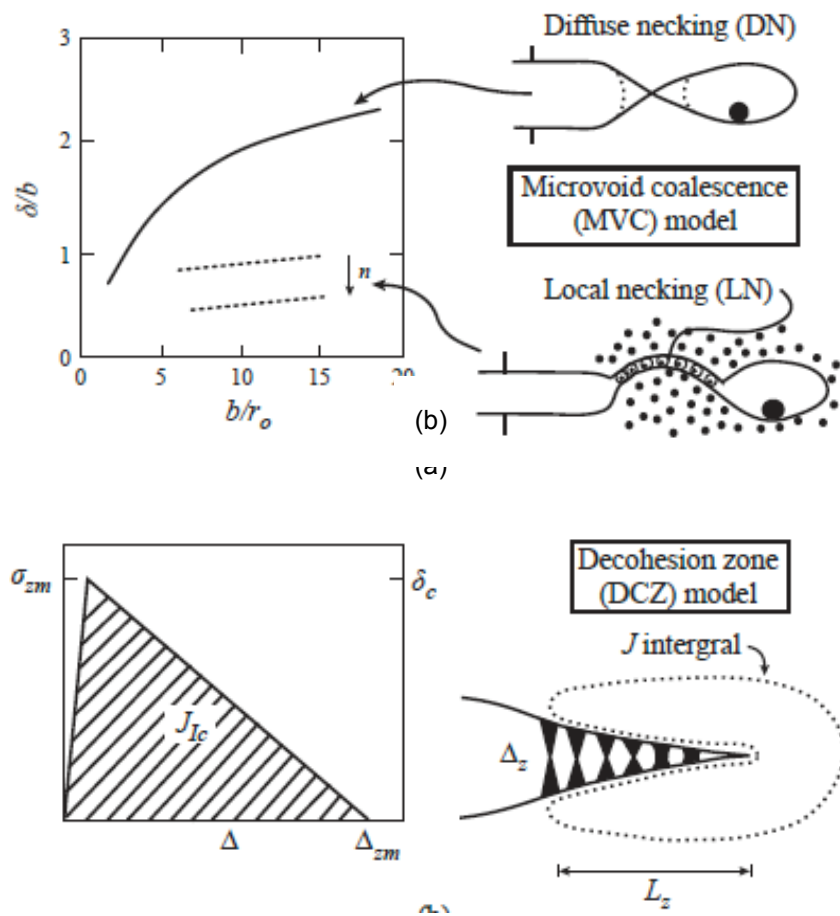 3
Diffuse necking (DN)
2
δ/b
Microvoid coalescence
(MVC) model
1
n
Local necking (LN)
0
0
5
10
15
b/r_o
(b)
σ_zm
δ_c
Decohesion zone
(DCZ) model
J intergral
J_Ic
Δ_z
Δ
Δ_zm
L_z